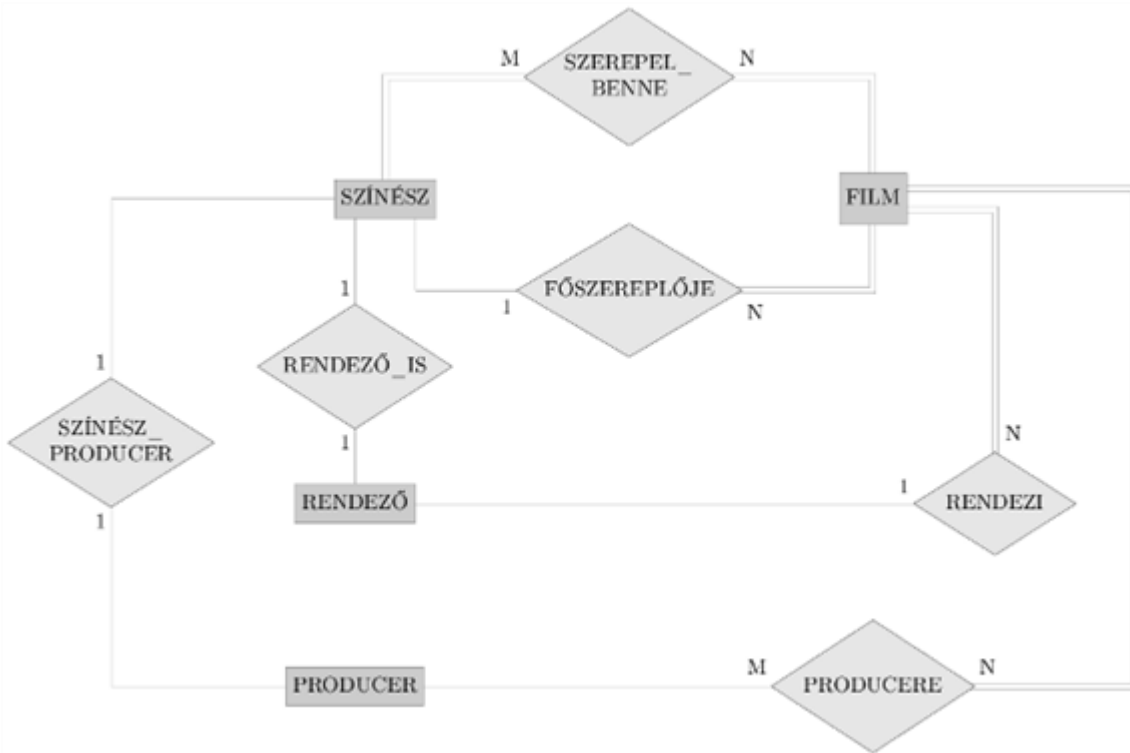 M
SZEREPEL_
BENNE
N
SZÍNÉSZ
FILM
1
FŐSZEREPLŐJE
N
1
RENDEZŐ_IS
1
1
SZÍNÉSZ_
PRODUCER
1
RENDEZŐ
N
1
RENDEZI
PRODUCER
M
PRODUCERE
N